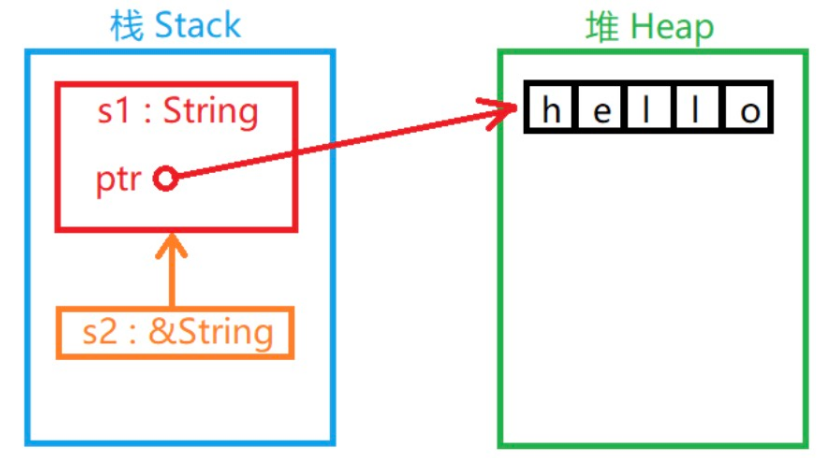 栈 Stack
堆 Heap
s1 : String
ptr
h e l l o
s2 : &String